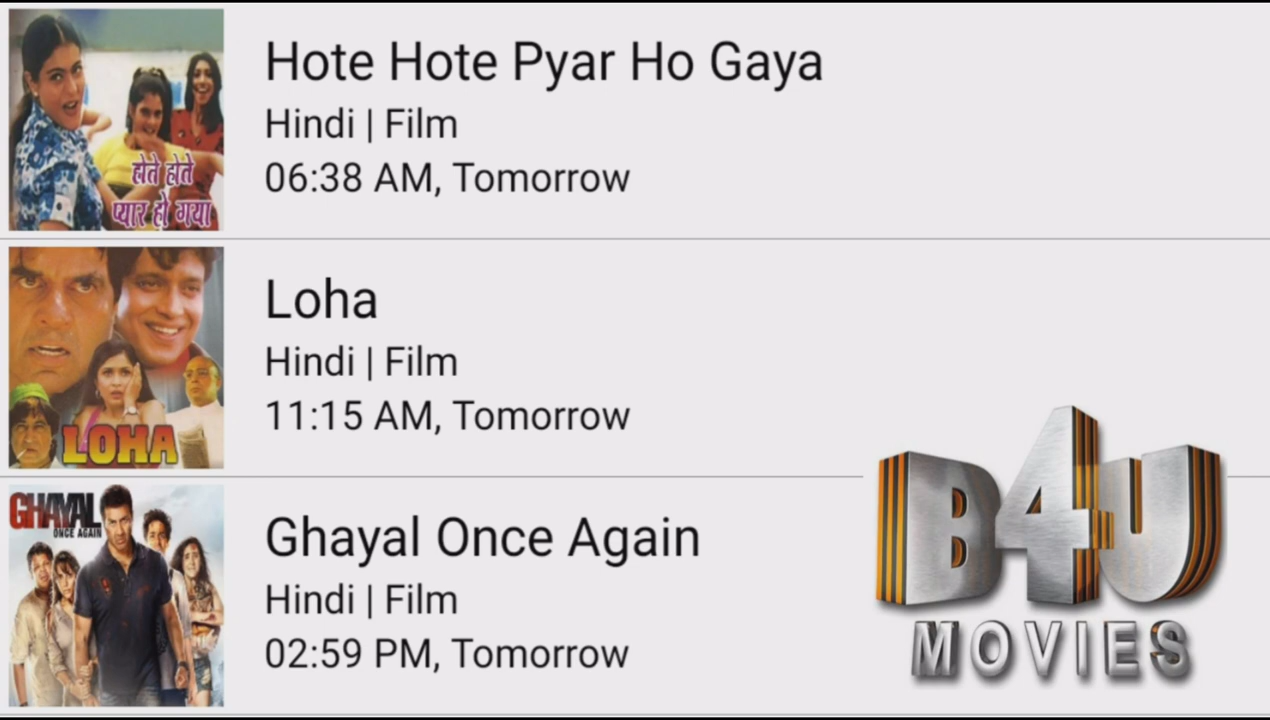 होते होते
प्यार हो गया
Hote Hote Pyar Ho Gaya
Hindi | Film
06:38 AM, Tomorrow
LOHA
Loha
Hindi | Film
11:15 AM, Tomorrow
GHAYAL
ONCE AGAIN
Ghayal Once Again
Hindi | Film
02:59 PM, Tomorrow
B4U
MOVIES